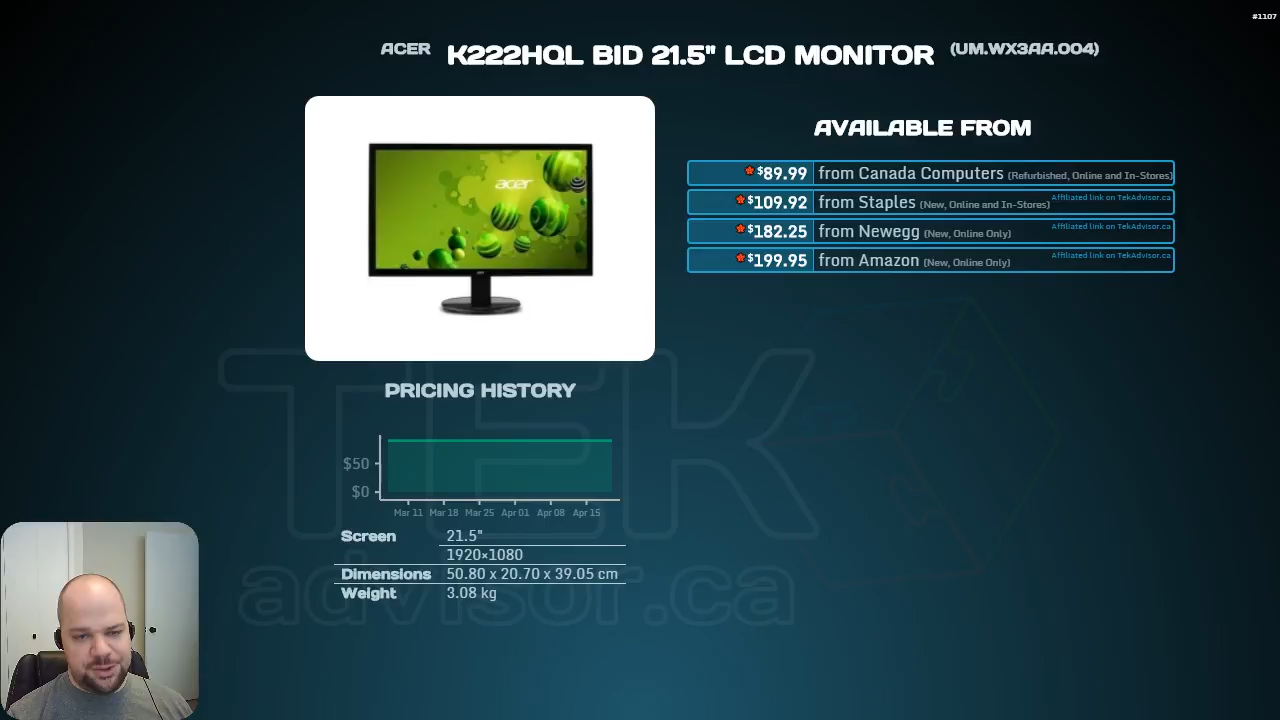 #1107
ACER K222HQL BID 21.5" LCD MONITOR (UM.WX3AA.004)
acer
AVAILABLE FROM
$89.99 from Canada Computers (Refurbished, Online and In-Stores)
$109.92 from Staples (New, Online and In-Stores) Affiliated link on TekAdvisor.ca
$182.25 from Newegg (New, Online Only) Affiliated link on TekAdvisor.ca
$199.95 from Amazon (New, Online Only) Affiliated link on TekAdvisor.ca
PRICING HISTORY
$50
$0
Mar 11 Mar 18 Mar 25 Apr 01 Apr 08 Apr 15
Screen 21.5"
1920×1080
Dimensions 50.80 x 20.70 x 39.05 cm
Weight 3.08 kg
TEK
advisor.ca